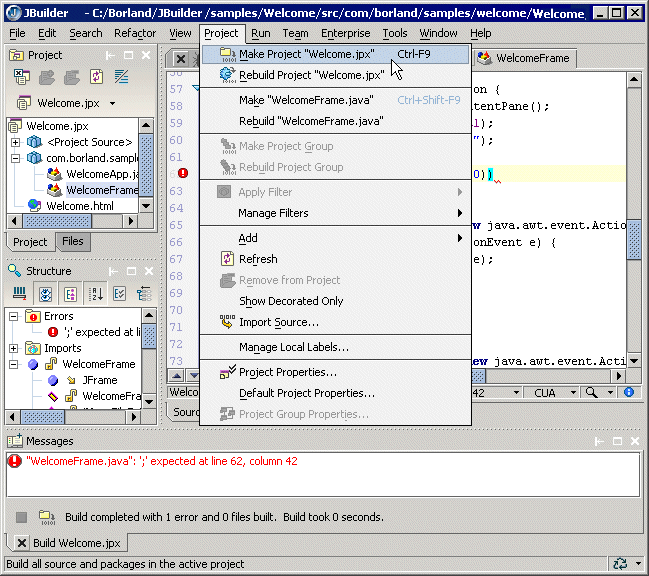 JBuilder - C:/Borland/JBuilder /samples/Welcome/src/com/borland/samples/welcome/Welcome
File Edit Search Refactor View Project Run Team Enterprise Tools Window Help
Project
Welcome.jpx
Welcome.jpx
<Project Source>
com.borland.sample
WelcomeApp.j
WelcomeFrame
Welcome.html
Project Files
Structure
Errors
';' expected at li
Imports
WelcomeFrame
JFrame
WelcomeFrame
Make Project "Welcome.jpx" Ctrl-F9
Rebuild Project "Welcome.jpx"
Make "WelcomeFrame.java" Ctrl+Shift-F9
Rebuild "WelcomeFrame.java"
Make Project Group
Rebuild Project Group
Apply Filter
Manage Filters
Add
Refresh
Remove from Project
Show Decorated Only
Import Source...
Manage Local Labels...
Project Properties...
Default Project Properties...
Project Group Properties...
WelcomeFrame
57
58
59
60
61
63
64
65
66
67
68
69
70
71
72
73
on {
tentPane();
1);
");
0))
ew java.awt.event.Actio
onEvent e) {
e);
ew java.awt.event.Actio
Welco
42 CUA
Sour
Messages
"WelcomeFrame.java": ';' expected at line 62, column 42
Build completed with 1 error and 0 files built. Build took 0 seconds.
Build Welcome.jpx
Build all source and packages in the active project